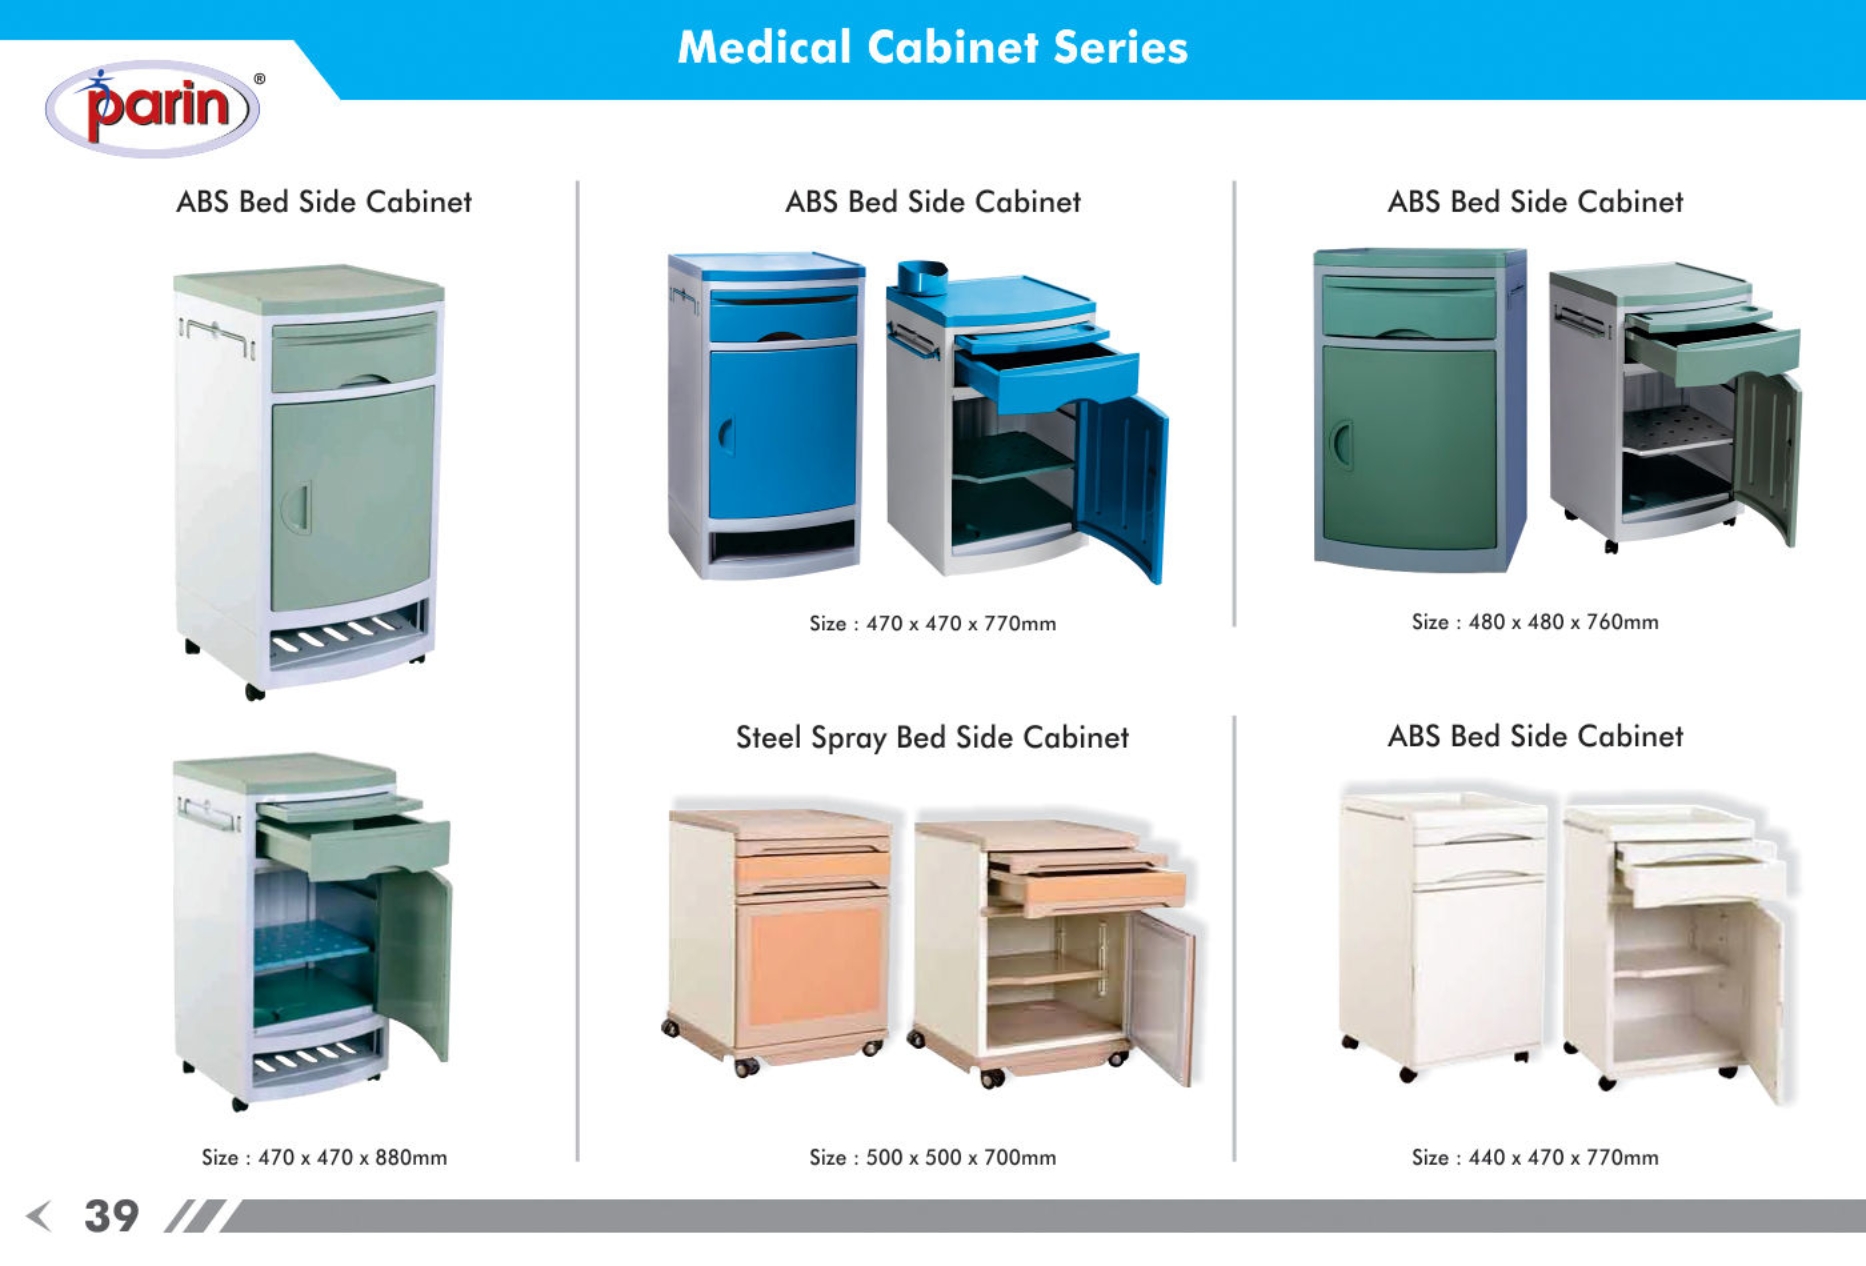 Medical Cabinet Series
parin®
ABS Bed Side Cabinet
Size : 470 x 470 x 880mm
ABS Bed Side Cabinet
Size : 470 x 470 x 770mm
ABS Bed Side Cabinet
Size : 480 x 480 x 760mm
Steel Spray Bed Side Cabinet
Size : 500 x 500 x 700mm
ABS Bed Side Cabinet
Size : 440 x 470 x 770mm
39